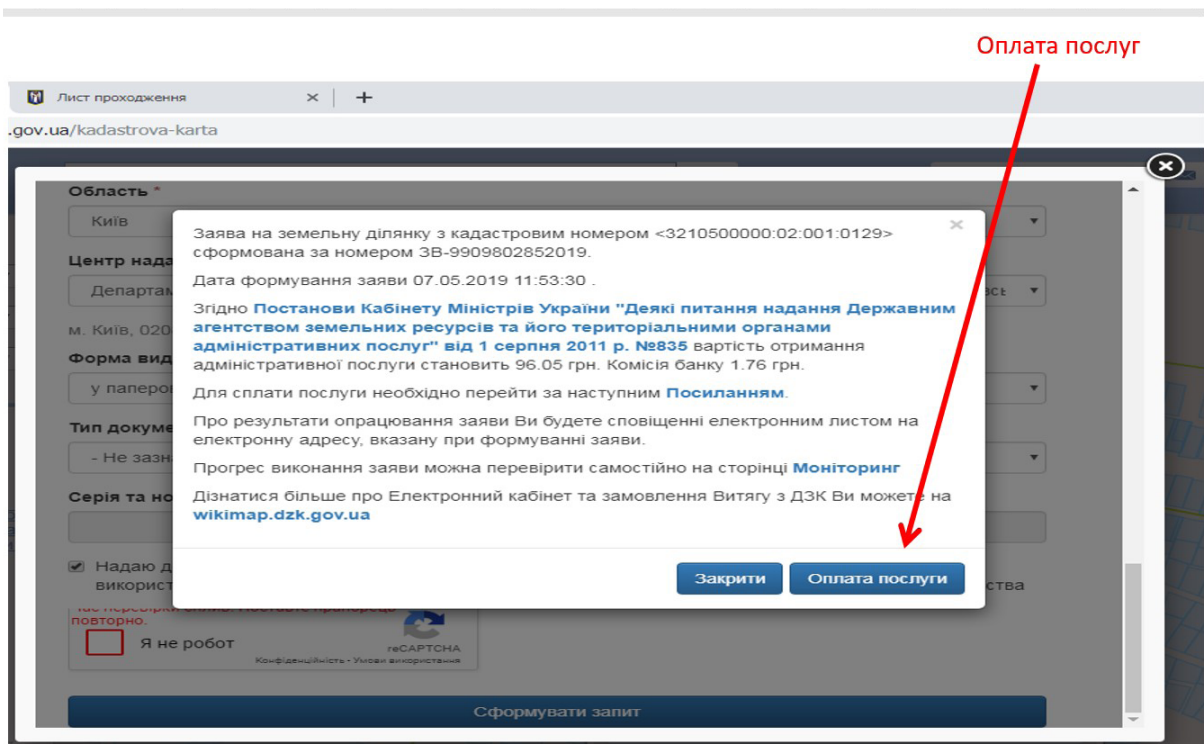 Оплата послуг
Лист проходження
.gov.ua/kadastrova-karta
Область *
Київ
Заява на земельну ділянку з кадастровим номером <3210500000:02:001:0129>
сформована за номером ЗВ-9909802852019.
Центр нада
Дата формування заяви 07.05.2019 11:53:30 .
Департам
Згідно Постанови Кабінету Міністрів України "Деякі питання надання Державним
агентством земельних ресурсів та його територіальними органами
м. Київ, 020
адміністративних послуг" від 1 серпня 2011 р. №835 вартість отримання
Форма вид
адміністративної послуги становить 96.05 грн. Комісія банку 1.76 грн.
у паперо
Для сплати послуги необхідно перейти за наступним Посиланням.
Про результати опрацювання заяви Ви будете сповіщенні електронним листом на
Тип докуме
електронну адресу, вказану при формуванні заяви.
- Не зазн
Прогрес виконання заяви можна перевірити самостійно на сторінці Моніторинг
Серія та но
Дізнатися більше про Електронний кабінет та замовлення Витягу з ДЗК Ви можете на
wikimap.dzk.gov.ua
Надаю д
Закрити
Оплата послуги
використ
ства
повторно.
Я не робот
reCAPTCHA
Конфіденційність - Умови використання
Сформувати запит